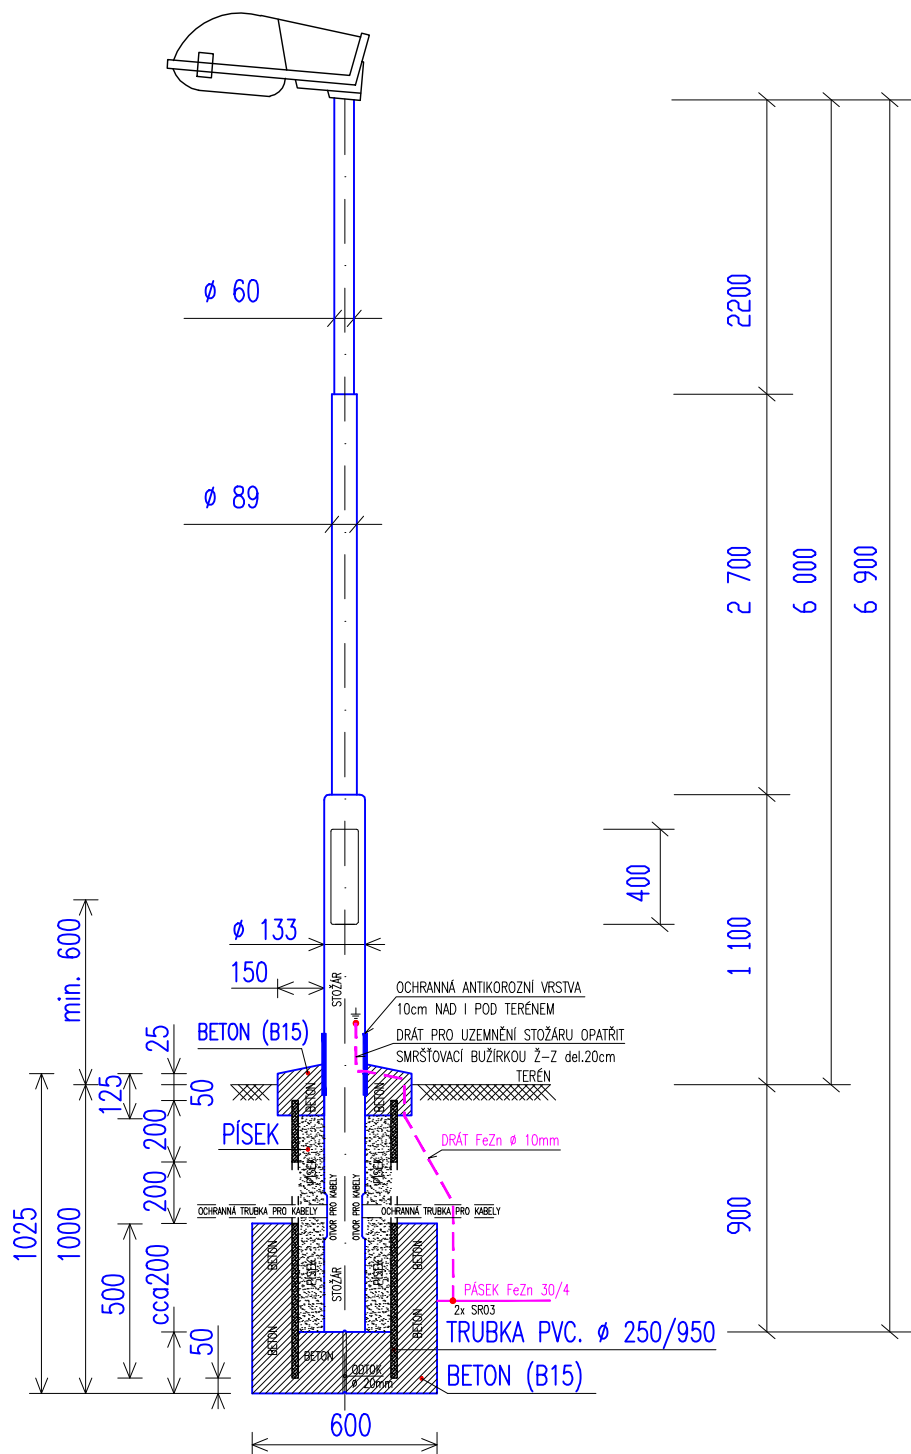 ø 60
2200
ø 89
2 700
6 000
6 900
400
min. 600
ø 133
1 100
150
STOŽÁR
OCHRANNÁ ANTIKOROZNÍ VRSTVA
10cm NAD I POD TERÉNEM
BETON (B15)
DRÁT PRO UZEMNĚNÍ STOŽÁRU OPATŘIT
SMRŠŤOVACÍ BUŽÍRKOU Ž-Z del.20cm
TERÉN
25
50
125
BETON
BETON
200
PÍSEK
DRÁT FeZn ø 10mm
PÍSEK
PÍSEK
200
OTVOR PRO KABELY
OTVOR PRO KABELY
OCHRANNÁ TRUBKA PRO KABELY
OCHRANNÁ TRUBKA PRO KABELY
900
1025
1000
500
cca200
50
BETON
PÍSEK
STOŽÁR
PÍSEK
BETON
PÁSEK FeZn 30/4
2x SR03
BETON
BETON
BETON
TRUBKA PVC. ø 250/950
ODTOK
ø 20mm
BETON (B15)
600